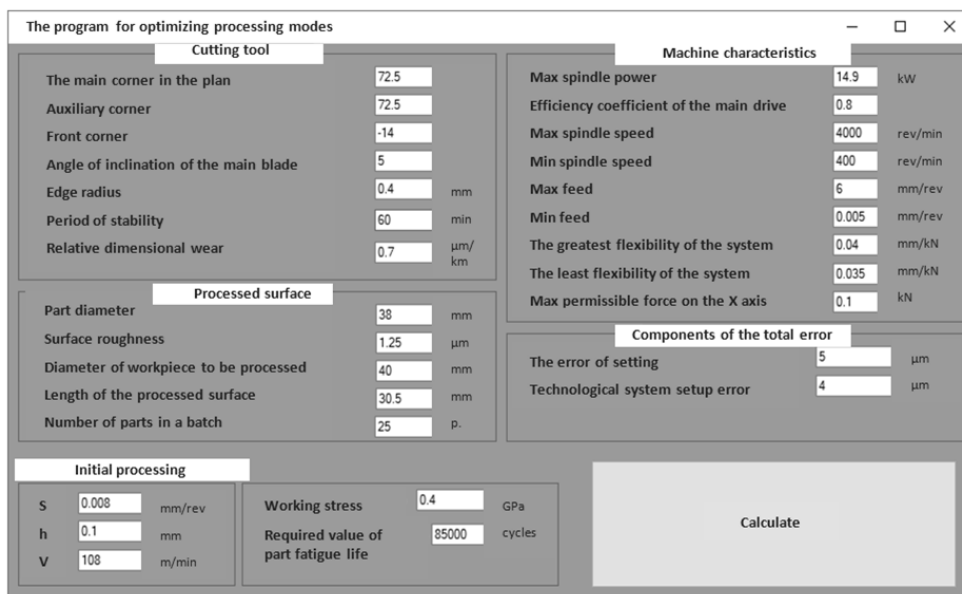 The program for optimizing processing modes
Cutting tool
The main corner in the plan 72.5
Auxiliary corner 72.5
Front corner -14
Angle of inclination of the main blade 5
Edge radius 0.4 mm
Period of stability 60 min
Relative dimensional wear 0.7 μm/
km
Processed surface
Part diameter 38 mm
Surface roughness 1.25 μm
Diameter of workpiece to be processed 40 mm
Length of the processed surface 30.5 mm
Number of parts in a batch 25 p.
Machine characteristics
Max spindle power 14.9 kW
Efficiency coefficient of the main drive 0.8
Max spindle speed 4000 rev/min
Min spindle speed 400 rev/min
Max feed 6 mm/rev
Min feed 0.005 mm/rev
The greatest flexibility of the system 0.04 mm/kN
The least flexibility of the system 0.035 mm/kN
Max permissible force on the X axis 0.1 kN
Components of the total error
The error of setting 5 μm
Technological system setup error 4 μm
Initial processing
S 0.008 mm/rev
h 0.1 mm
V 108 m/min
Working stress 0.4 GPa
Required value of 85000 cycles
part fatigue life
Calculate